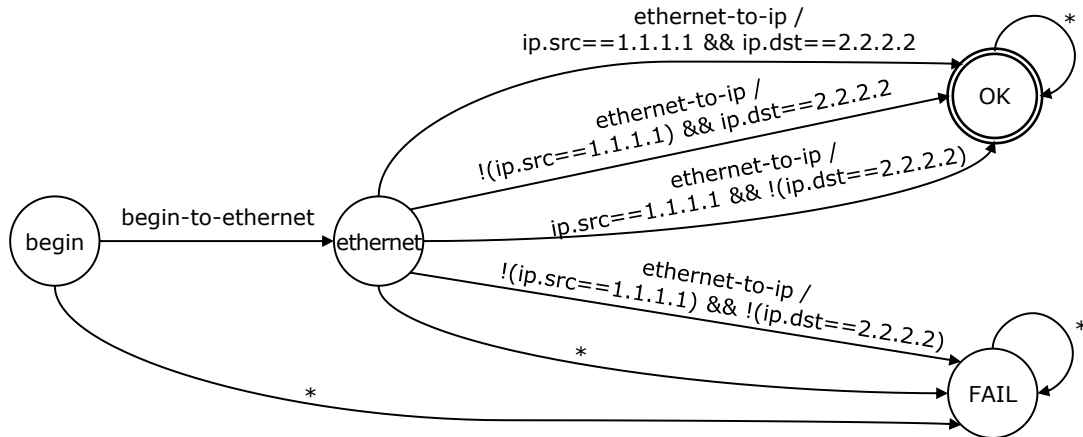 ethernet-to-ip /
ip.src==1.1.1.1 && ip.dst==2.2.2.2
*
OK
ethernet-to-ip /
!(ip.src==1.1.1.1) && ip.dst==2.2.2.2
ethernet-to-ip /
ip.src==1.1.1.1 && !(ip.dst==2.2.2.2)
begin
begin-to-ethernet
ethernet
ethernet-to-ip /
!(ip.src==1.1.1.1) && !(ip.dst==2.2.2.2)
*
*
FAIL
*